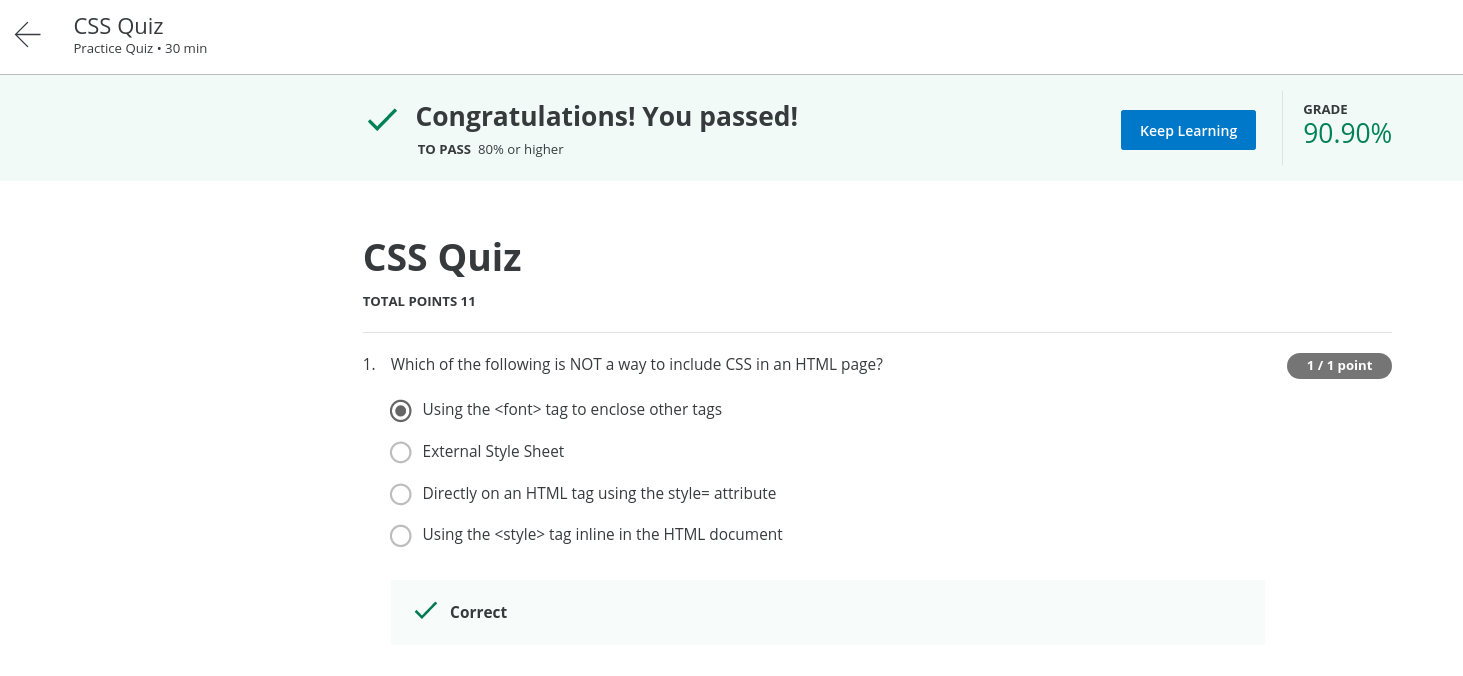 CSS Quiz
Practice Quiz • 30 min
Congratulations! You passed!
TO PASS 80% or higher
Keep Learning
GRADE
90.90%
CSS Quiz
TOTAL POINTS 11
1. Which of the following is NOT a way to include CSS in an HTML page?
1 / 1 point
Using the <font> tag to enclose other tags
External Style Sheet
Directly on an HTML tag using the style= attribute
Using the <style> tag inline in the HTML document
Correct